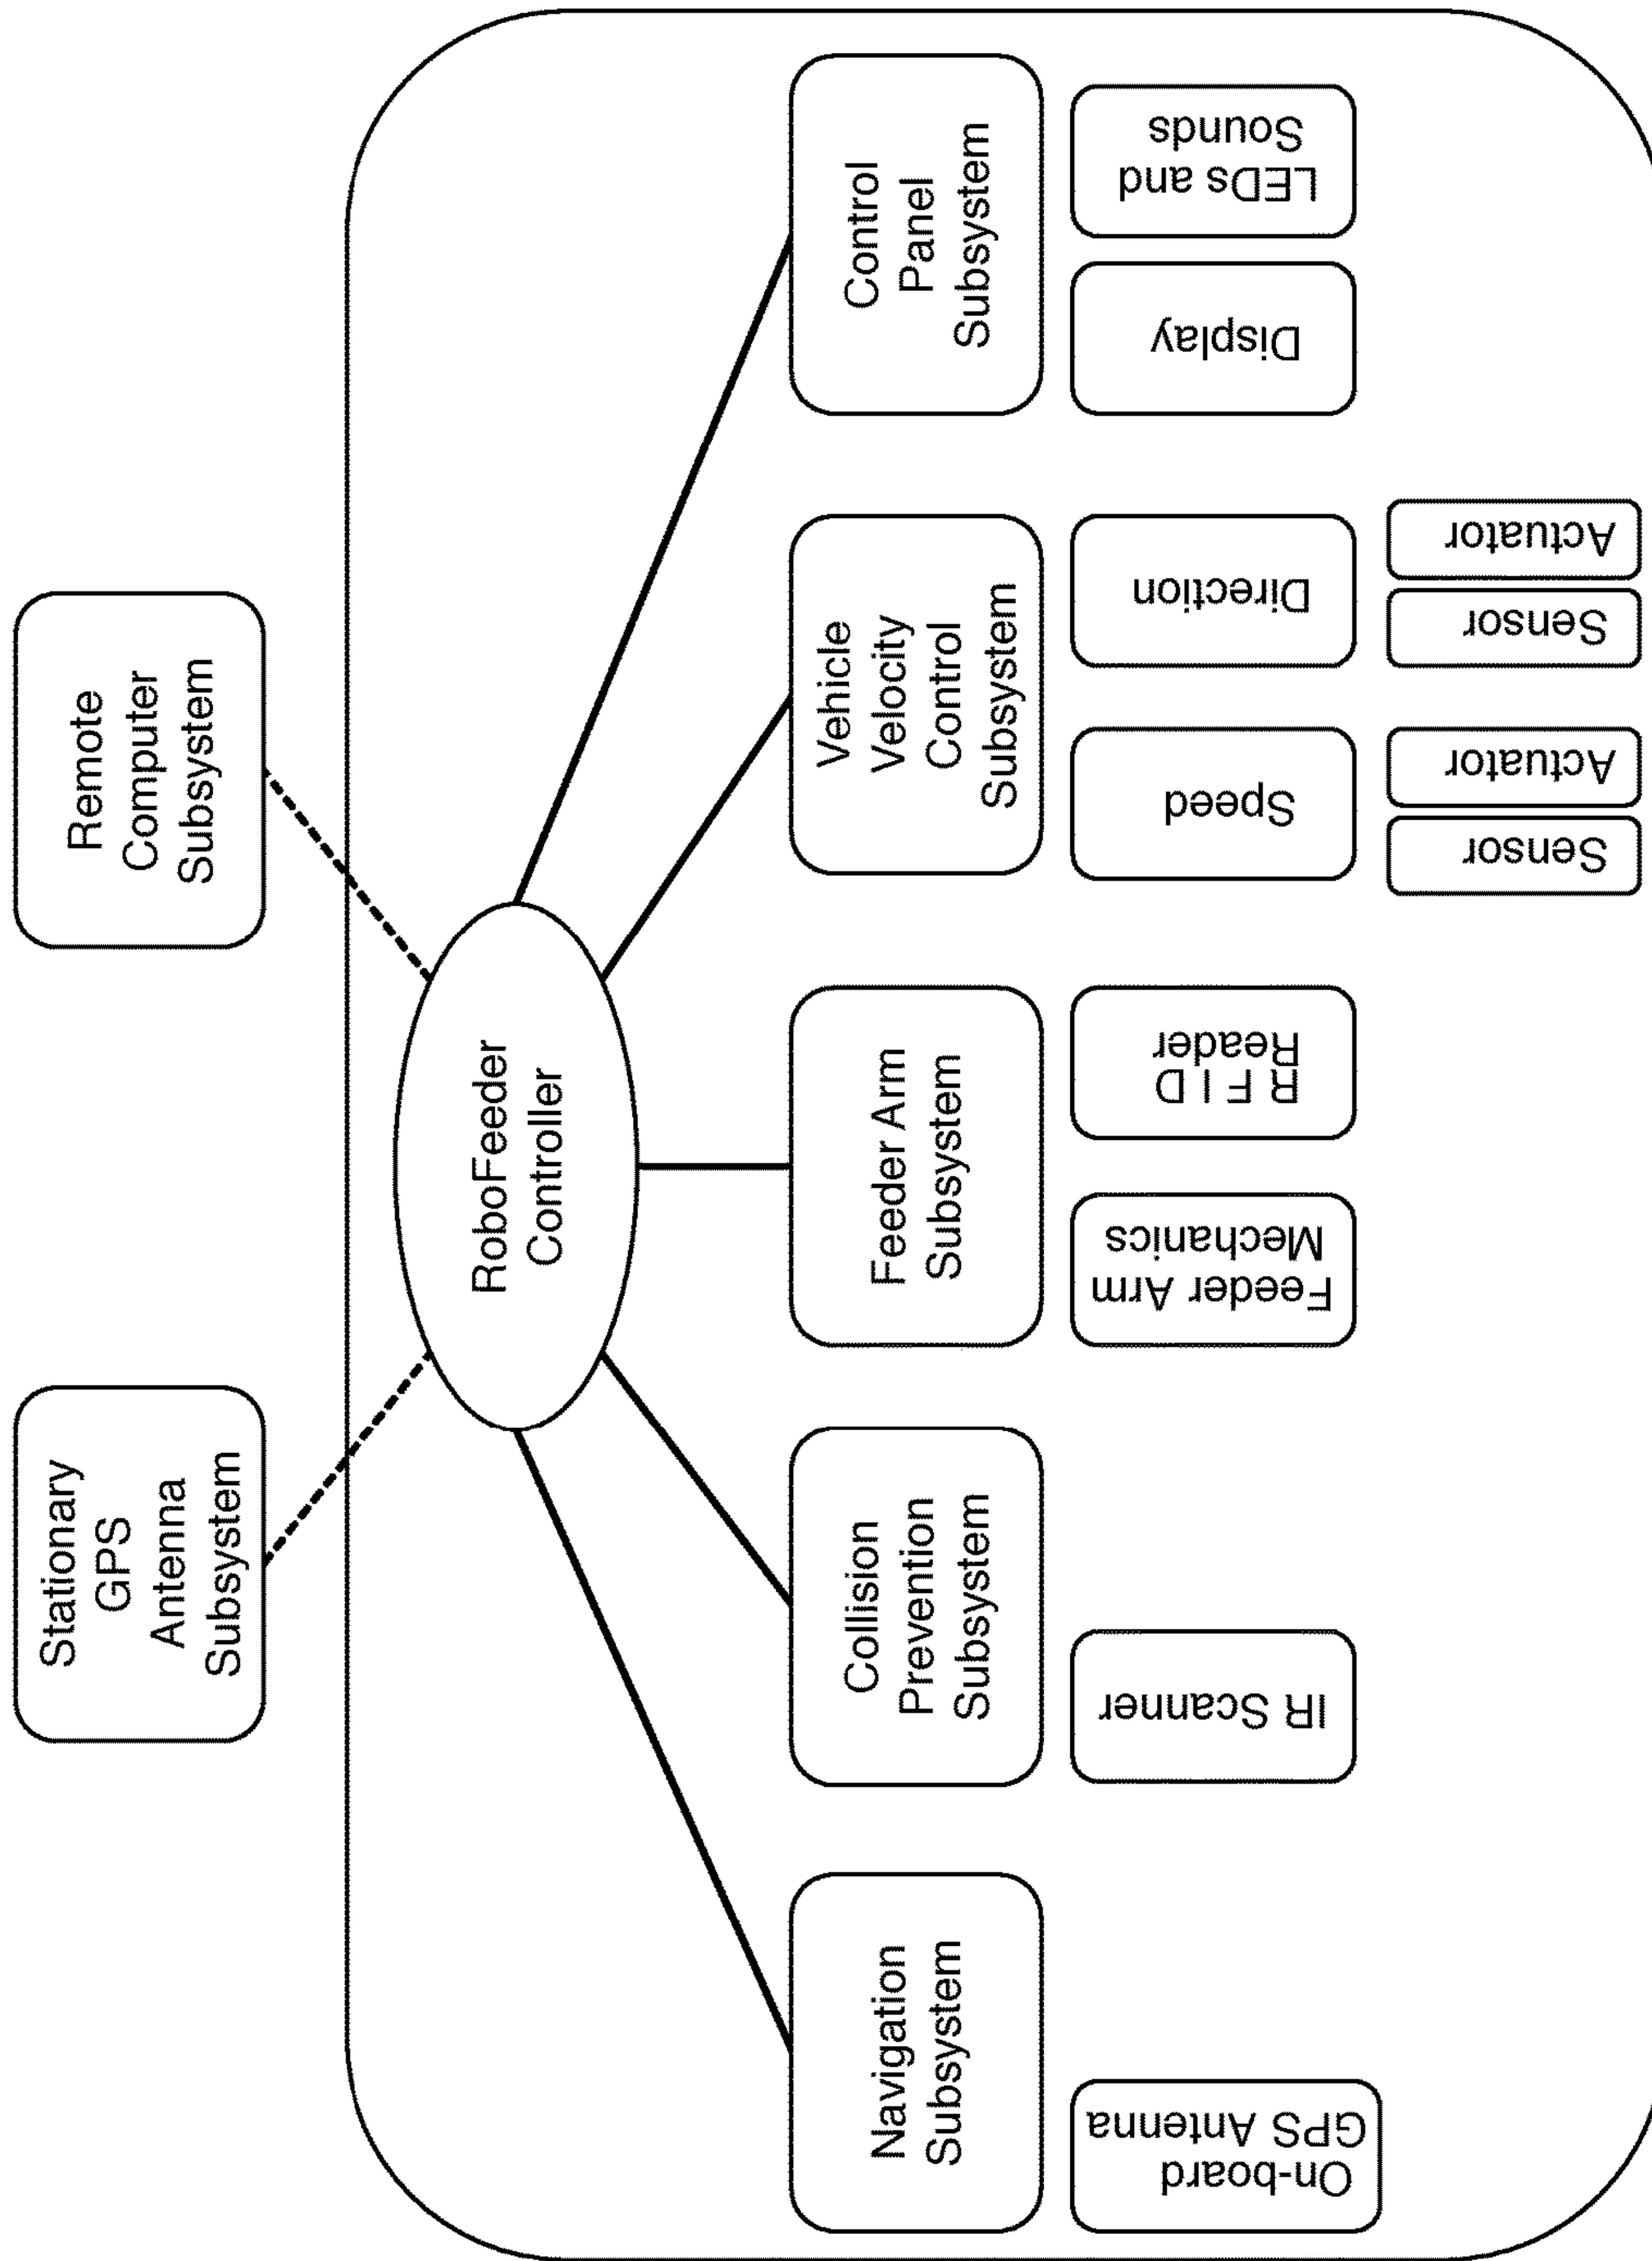 Stationary
GPS
Antenna
Subsystem
Remote
Computer
Subsystem
RoboFeeder
Controller
Navigation
Subsystem
Collision
Prevention
Subsystem
Feeder Arm
Subsystem
Vehicle
Velocity
Control
Subsystem
Control
Panel
Subsystem
On-board
GPS Antenna
IR Scanner
Feeder Arm
Mechanics
R F I D
Reader
Speed
Direction
Display
LEDs and
Sounds
Sensor
Actuator
Sensor
Actuator